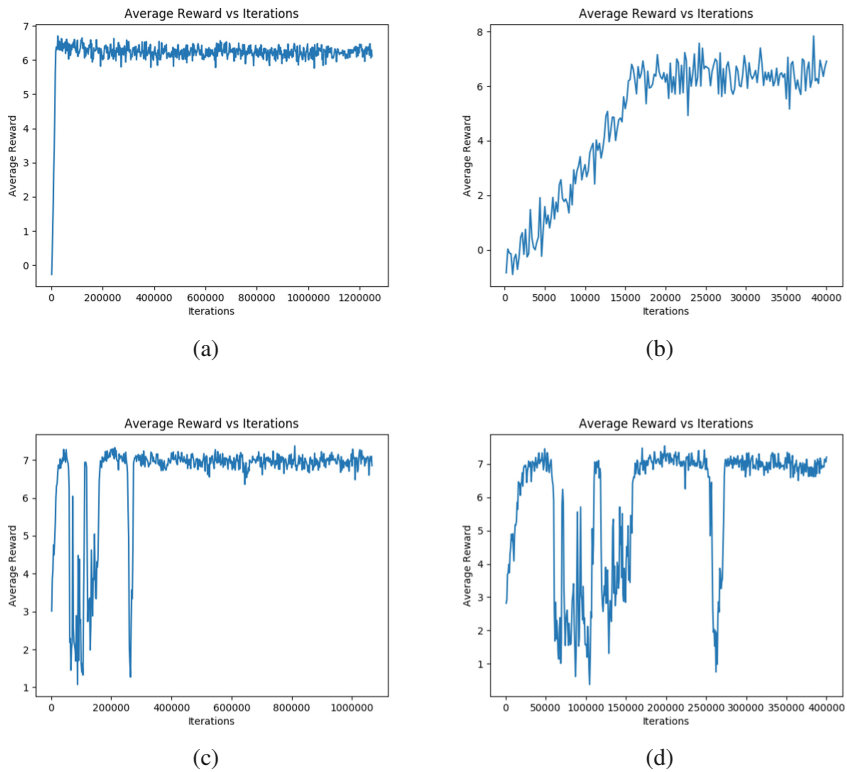 Average Reward vs Iterations
Average Reward
7
6
5
4
3
2
1
0
0 200000 400000 600000 800000 1000000 1200000
Iterations
(a)
Average Reward vs Iterations
Average Reward
8
6
4
2
0
0 5000 10000 15000 20000 25000 30000 35000 40000
Iterations
(b)
Average Reward vs Iterations
Average Reward
7
6
5
4
3
2
1
0 200000 400000 600000 800000 1000000
Iterations
(c)
Average Reward vs Iterations
Average Reward
7
6
5
4
3
2
1
0 50000 100000 150000 200000 250000 300000 350000 400000
Iterations
(d)